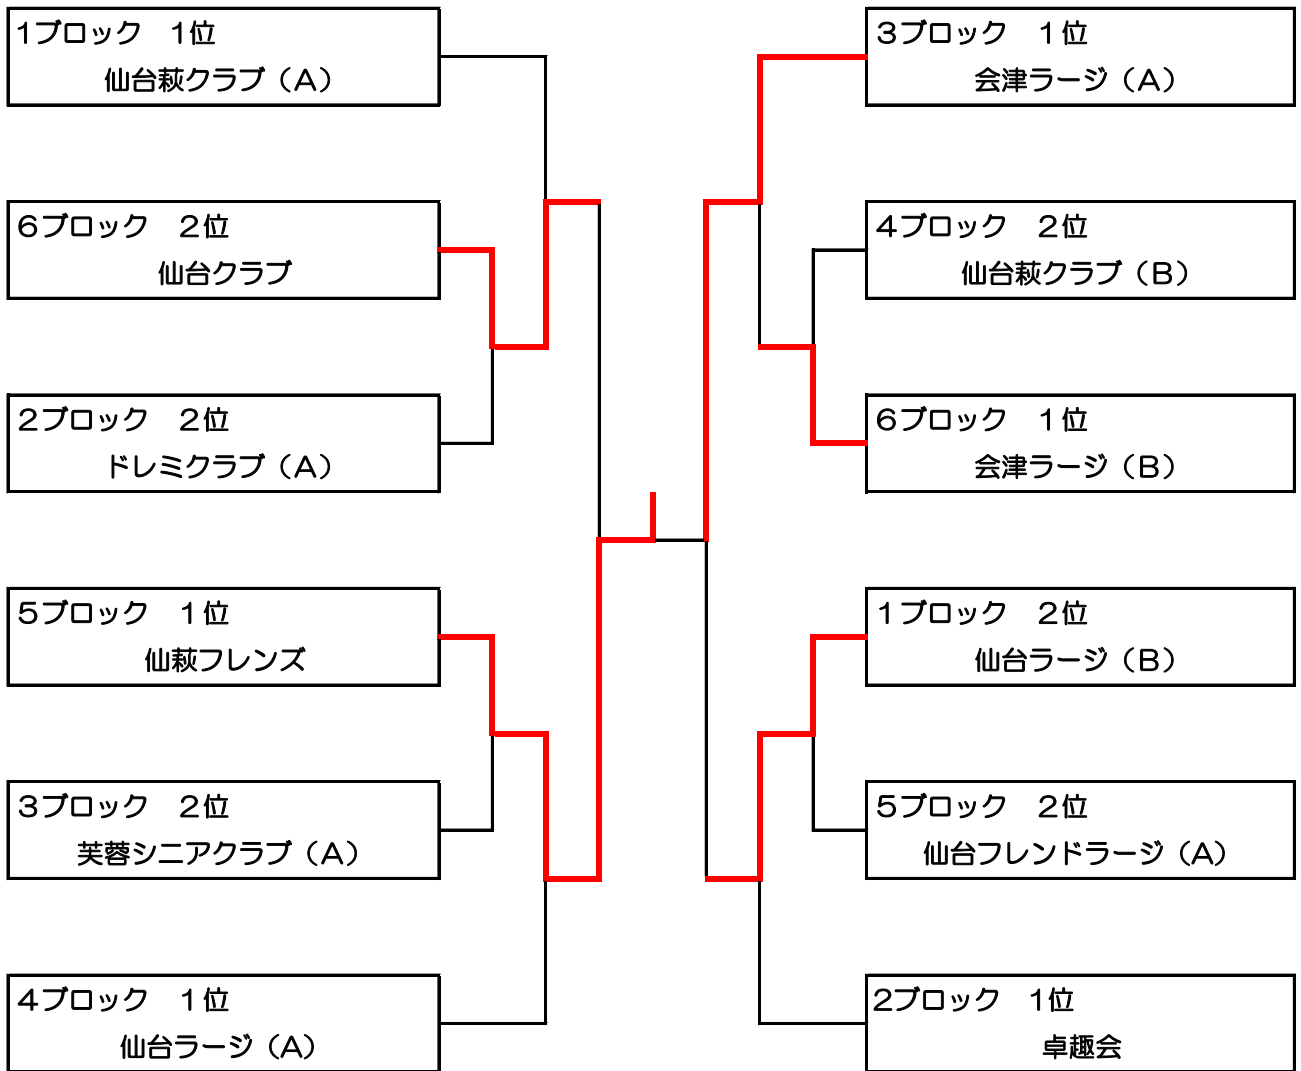 1ブロック　1位
仙台萩クラブ（A）
6ブロック　2位
仙台クラブ
2ブロック　2位
ドレミクラブ（A）
5ブロック　1位
仙萩フレンズ
3ブロック　2位
芙蓉シニアクラブ（A）
4ブロック　1位
仙台ラージ（A）
3ブロック　1位
会津ラージ（A）
4ブロック　2位
仙台萩クラブ（B）
6ブロック　1位
会津ラージ（B）
1ブロック　2位
仙台ラージ（B）
5ブロック　2位
仙台フレンドラージ（A）
2ブロック　1位
卓趣会